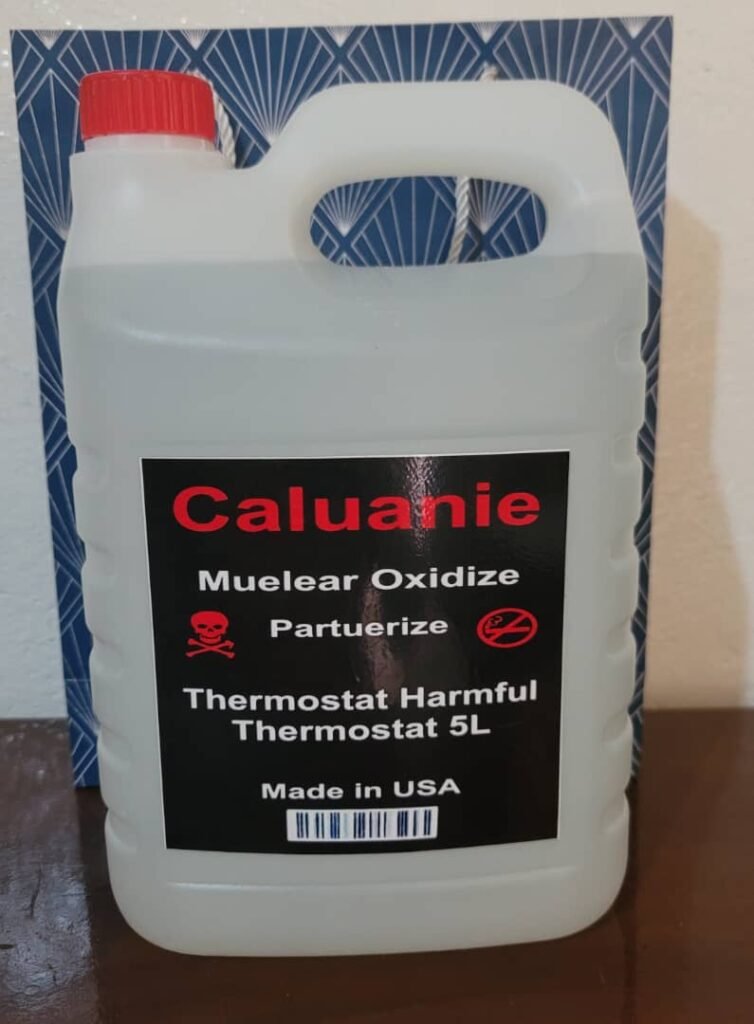 Caluanie
Muelear Oxidize
Partuerize
Thermostat Harmful
Thermostat 5L
Made in USA